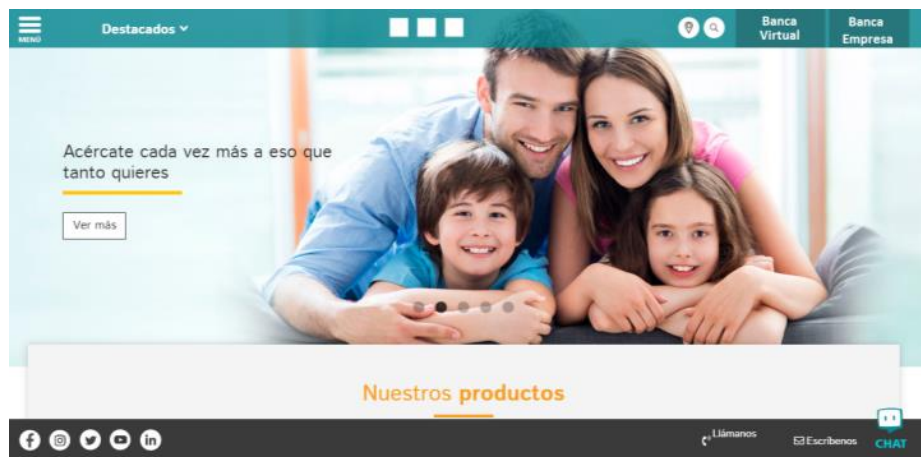 MENÚ
Destacados
Banca
Virtual
Banca
Empresa
Acércate cada vez más a eso que
tanto quieres
Ver más
Nuestros productos
Llámanos
Escríbenos
CHAT